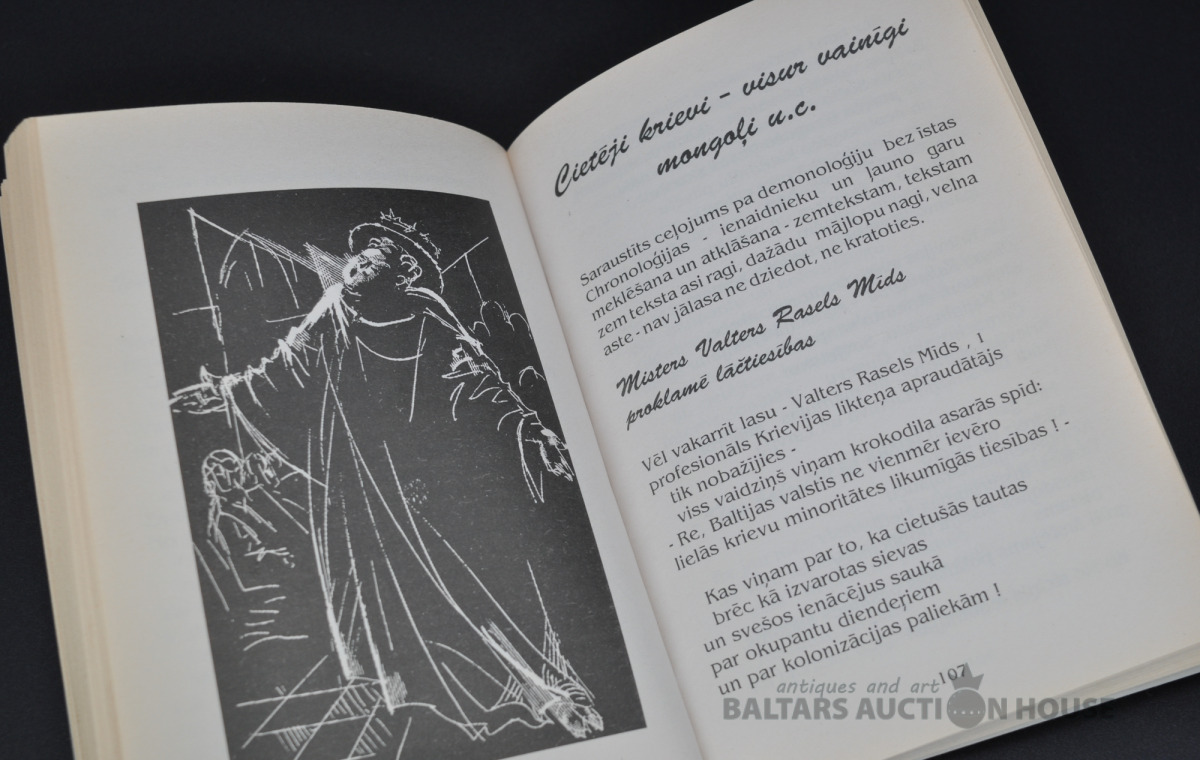 Cietēji krievi - visur vainīgi
mongoļi u.c.
Saraustīts ceļojums pa demonoloģiju bez īstas
Chronoloģijas - ienaidnieku un ļauno garu
meklēšana un atklāšana - zemtekstam, tekstam
zem teksta asi ragi, dažādu mājlopu nagi, velna
aste - nav jālasa ne dziedot, ne kratoties.
Misters Valters Rasels Mīds
proklamē lāčtiesības
Vēl vakarrīt lasu - Valters Rasels Mīds , 1
profesionāls Krievijas likteņa apraudātājs
tik nobažījies -
viss vaidziņš viņam krokodila asarās spīd:
- Re, Baltijas valstis ne vienmēr ievēro
lielās krievu minoritātes likumīgās tiesības ! -
Kas viņam par to, ka cietušās tautas
brēc kā izvarotas sievas
un svešos ienācējus saukā
par okupantu dienderiem
un par kolonizācijas paliekām !
107
antiques and art
BALTARS AUCTION HOUSE